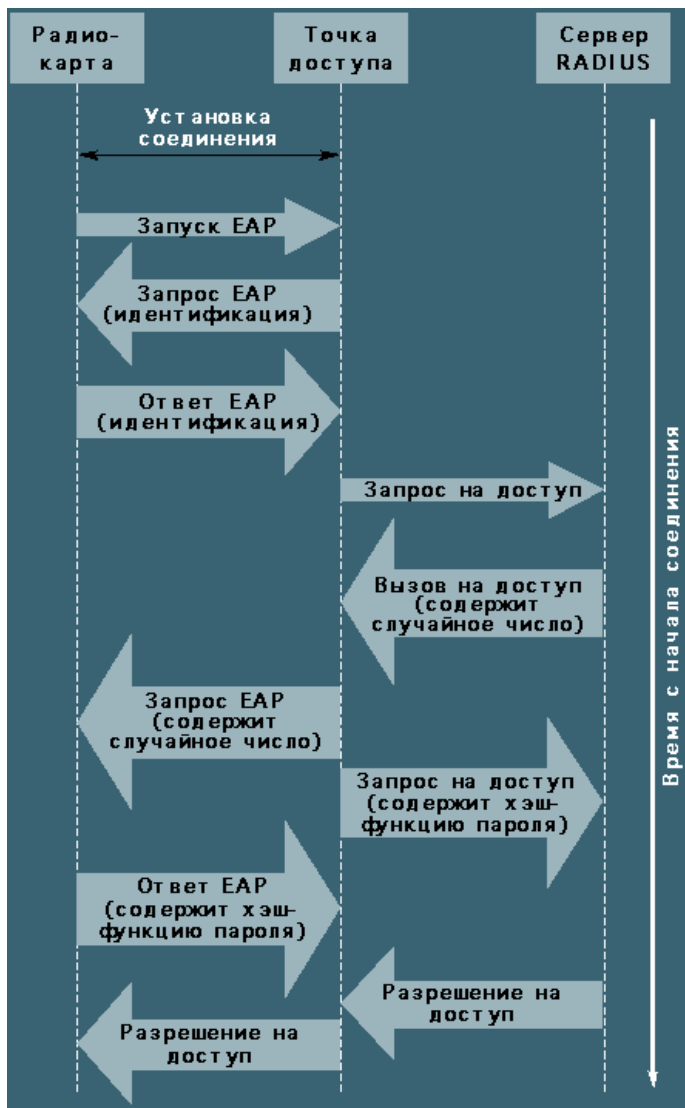 Радио-
карта
Точка
доступа
Сервер
RADIUS
Установка
соединения
Запуск EAP
Запрос EAP
(идентификация)
Ответ EAP
(идентификация)
Запрос на доступ
Вызов на доступ
(содержит
случайное число)
Запрос EAP
(содержит
случайное число)
Запрос на доступ
(содержит хэш-
функцию пароля)
Ответ EAP
(содержит хэш-
функцию пароля)
Разрешение на
доступ
Разрешение на
доступ
Время с начала соединения